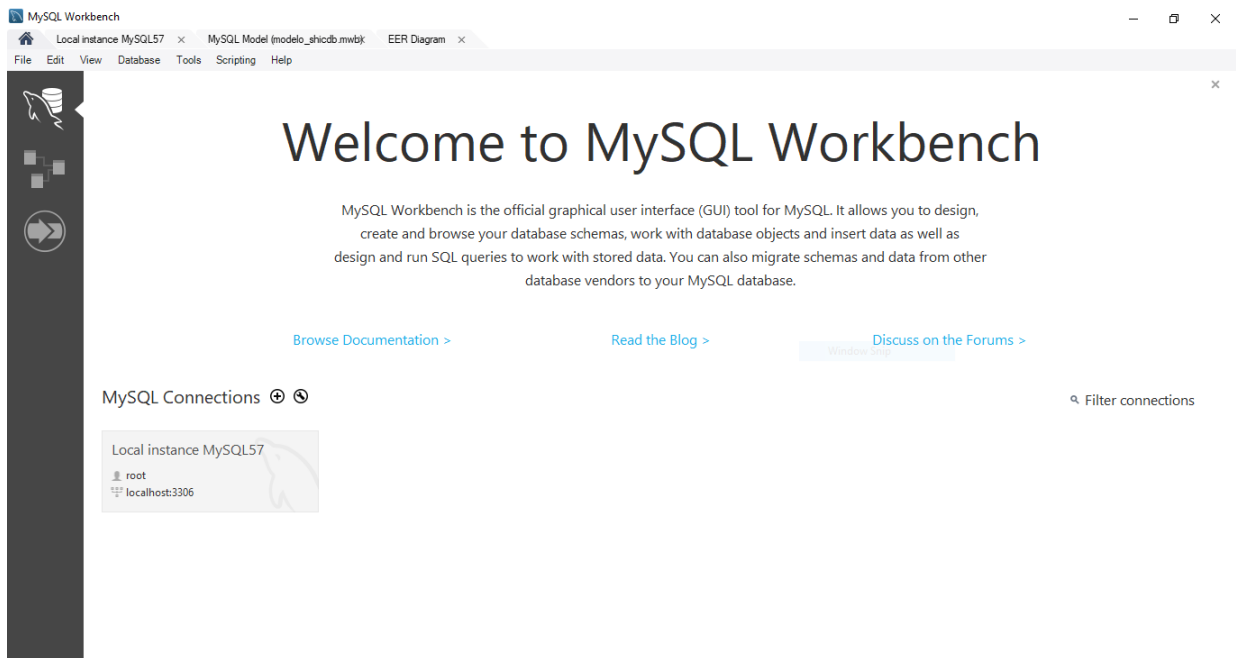 MySQL Workbench
Local instance MySQL57 × MySQL Model (modelo_shicdb.mwb) × EER Diagram ×
File Edit View Database Tools Scripting Help
Welcome to MySQL Workbench
MySQL Workbench is the official graphical user interface (GUI) tool for MySQL. It allows you to design,
create and browse your database schemas, work with database objects and insert data as well as
design and run SQL queries to work with stored data. You can also migrate schemas and data from other
database vendors to your MySQL database.
Browse Documentation > Read the Blog > Discuss on the Forums >
Window Snip
MySQL Connections Filter connections
Local instance MySQL57
root
localhost:3306